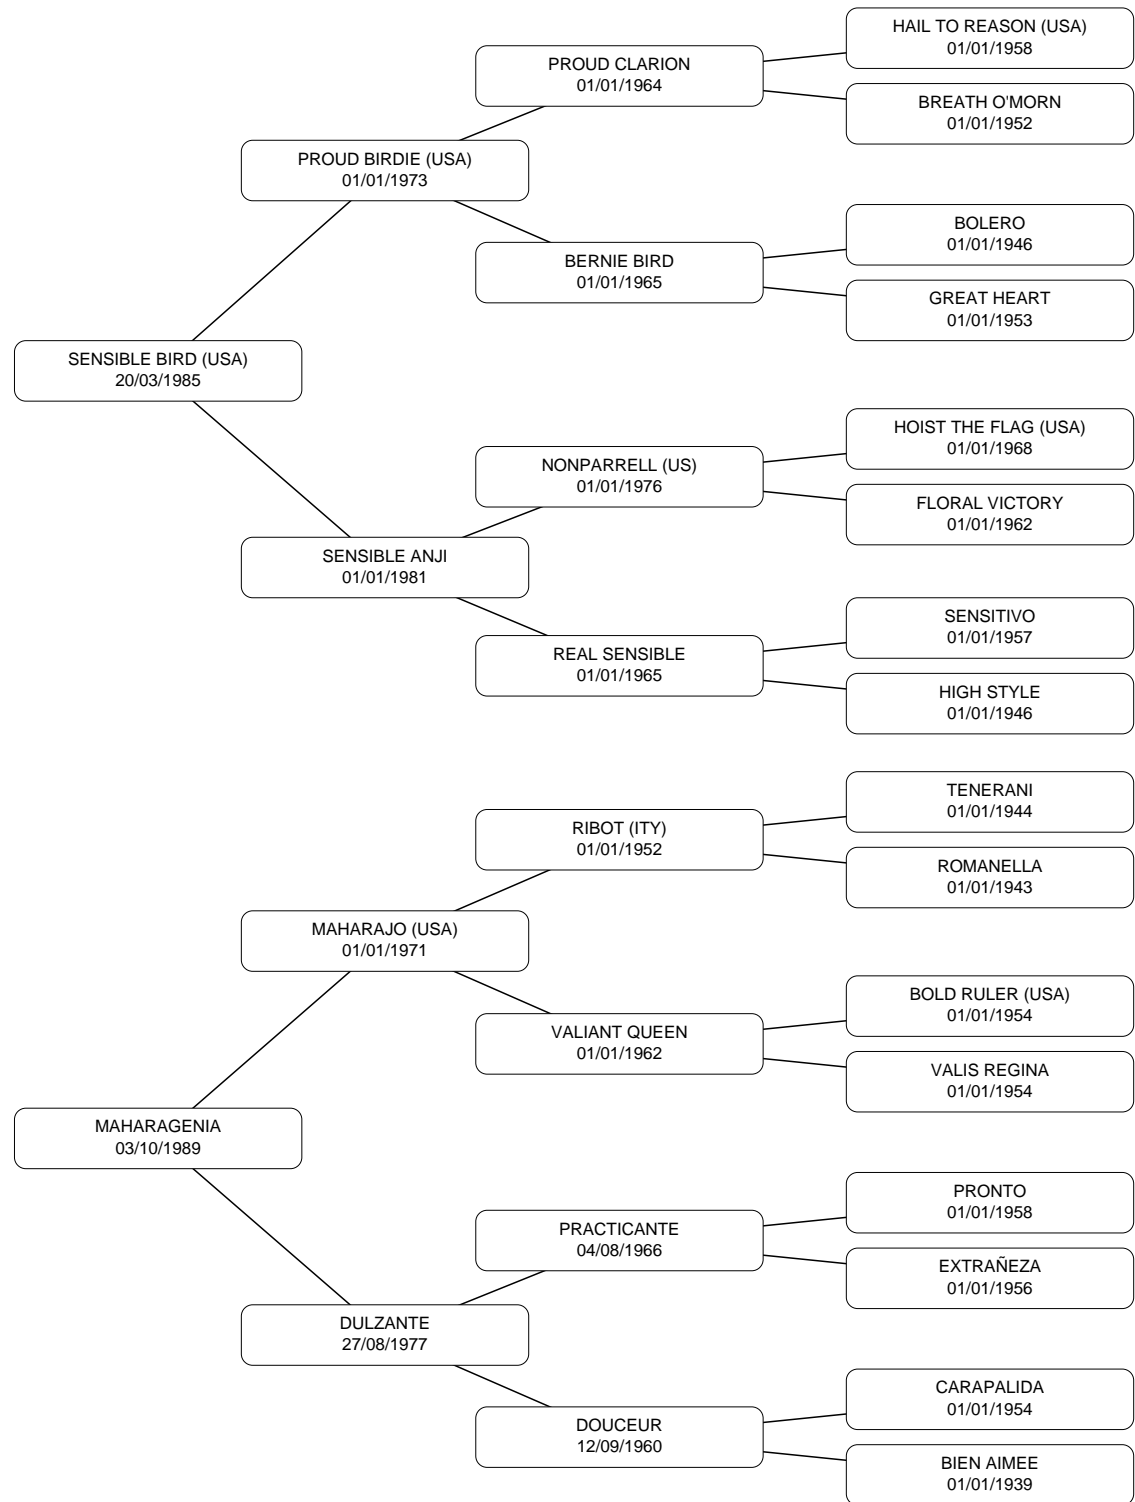 HAIL TO REASON (USA)
01/01/1958
PROUD CLARION
01/01/1964
BREATH O'MORN
01/01/1952
PROUD BIRDIE (USA)
01/01/1973
BOLERO
01/01/1946
BERNIE BIRD
01/01/1965
GREAT HEART
01/01/1953
SENSIBLE BIRD (USA)
20/03/1985
HOIST THE FLAG (USA)
01/01/1968
NONPARRELL (US)
01/01/1976
FLORAL VICTORY
01/01/1962
SENSIBLE ANJI
01/01/1981
SENSITIVO
01/01/1957
REAL SENSIBLE
01/01/1965
HIGH STYLE
01/01/1946
TENERANI
01/01/1944
RIBOT (ITY)
01/01/1952
ROMANELLA
01/01/1943
MAHARAJO (USA)
01/01/1971
BOLD RULER (USA)
01/01/1954
VALIANT QUEEN
01/01/1962
VALIS REGINA
01/01/1954
MAHARAGENIA
03/10/1989
PRONTO
01/01/1958
PRACTICANTE
04/08/1966
EXTRAÑEZA
01/01/1956
DULZANTE
27/08/1977
CARAPALIDA
01/01/1954
DOUCEUR
12/09/1960
BIEN AIMEE
01/01/1939